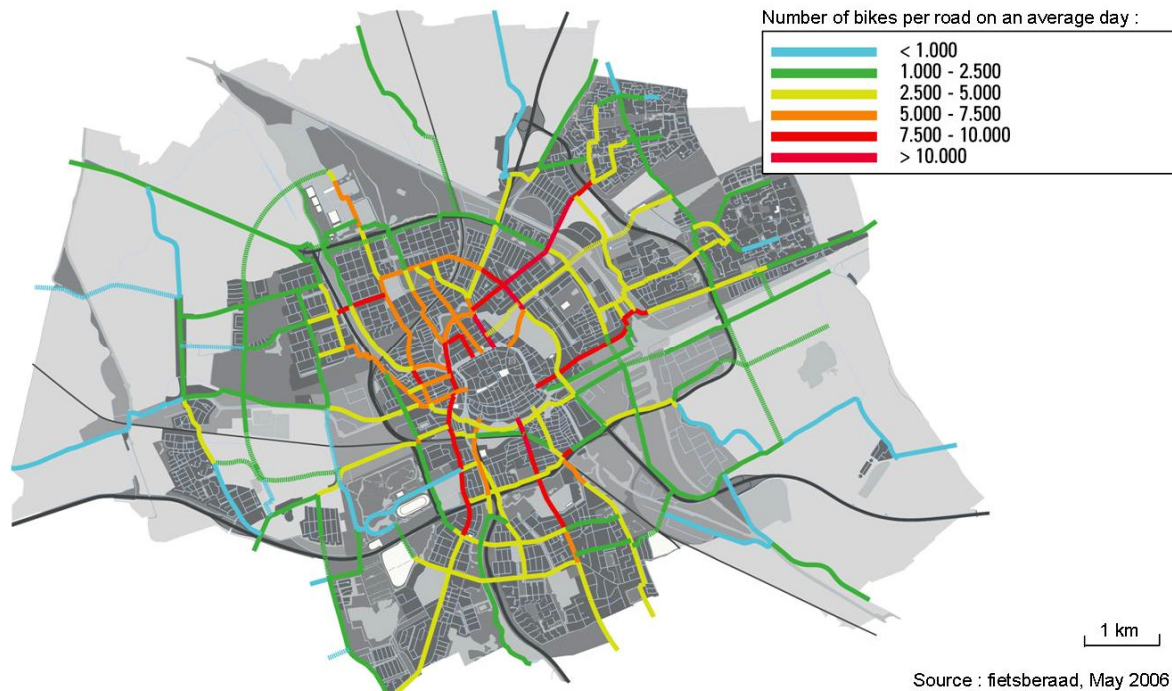 Number of bikes per road on an average day :
< 1.000
1.000 - 2.500
2.500 - 5.000
5.000 - 7.500
7.500 - 10.000
> 10.000
1 km
Source : fietsberaad, May 2006